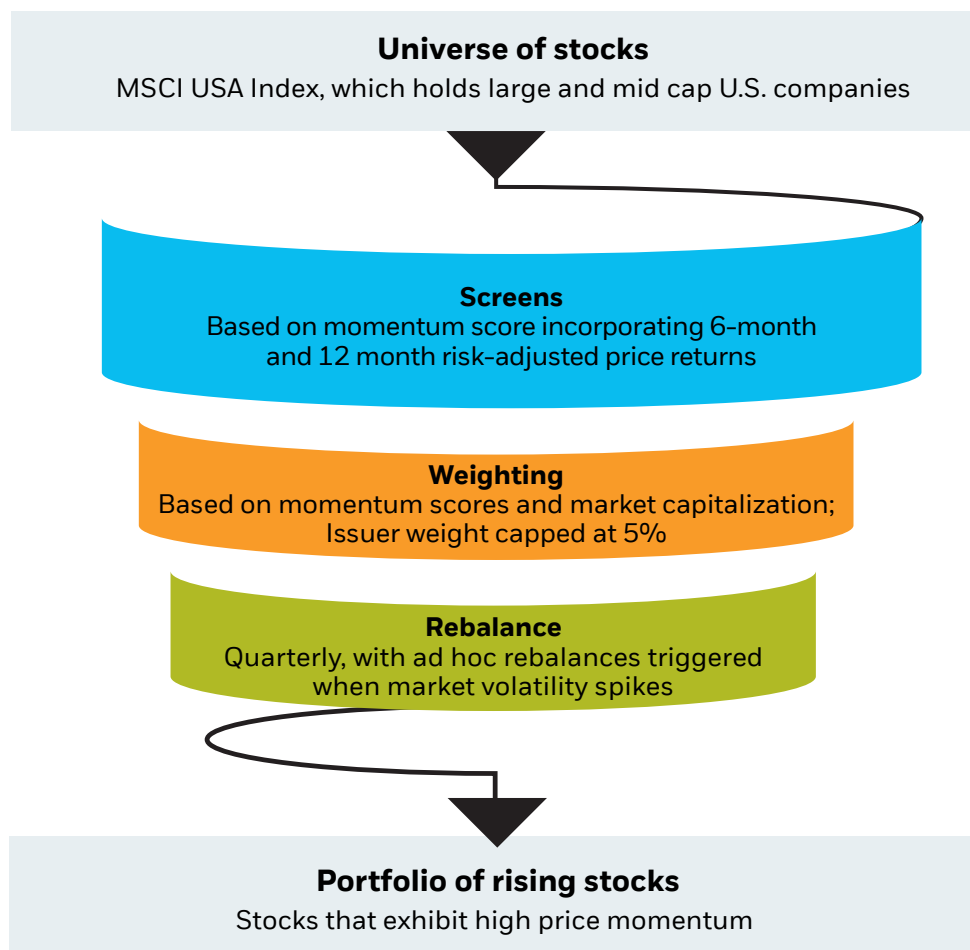 Universe of stocks
MSCI USA Index, which holds large and mid cap U.S. companies
Screens
Based on momentum score incorporating 6-month
and 12 month risk-adjusted price returns
Weighting
Based on momentum scores and market capitalization;
Issuer weight capped at 5%
Rebalance
Quarterly, with ad hoc rebalances triggered
when market volatility spikes
Portfolio of rising stocks
Stocks that exhibit high price momentum